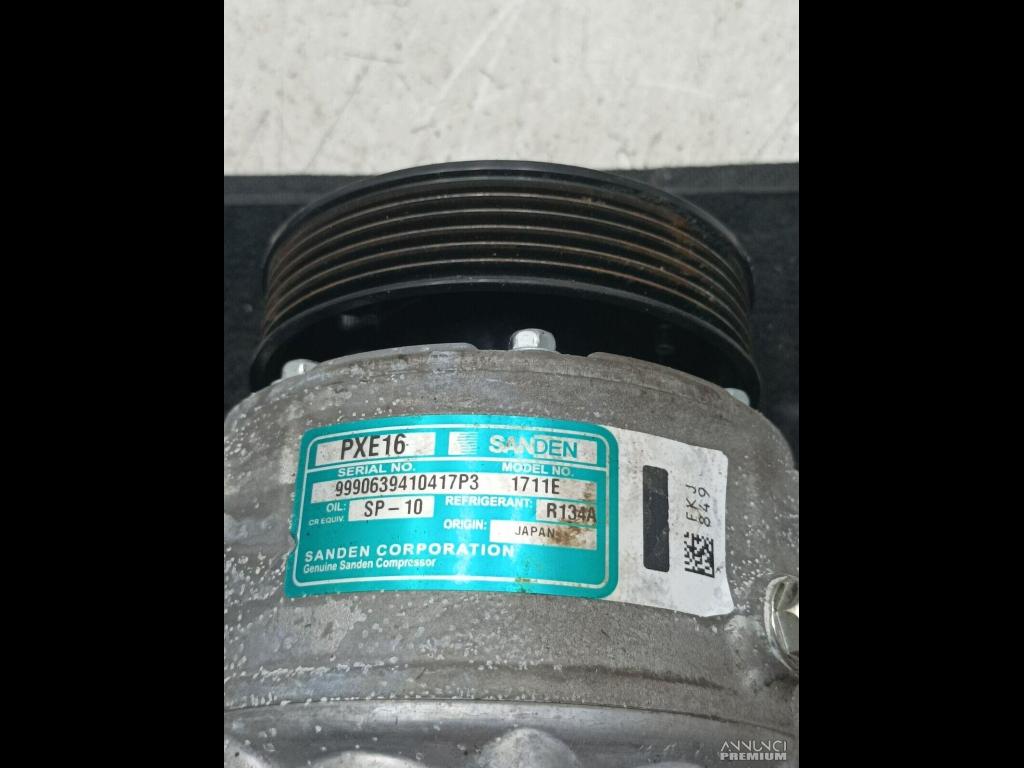 PXE16 SANDEN
SERIAL NO. MODEL NO.
9990639410417P3 1711E
OIL: SP-10 REFRIGERANT: R134A
CR EQUIV. ORIGIN: JAPAN
SANDEN CORPORATION
Genuine Sanden Compressor
FKJ
849
ANNUNCI
PREMIUM